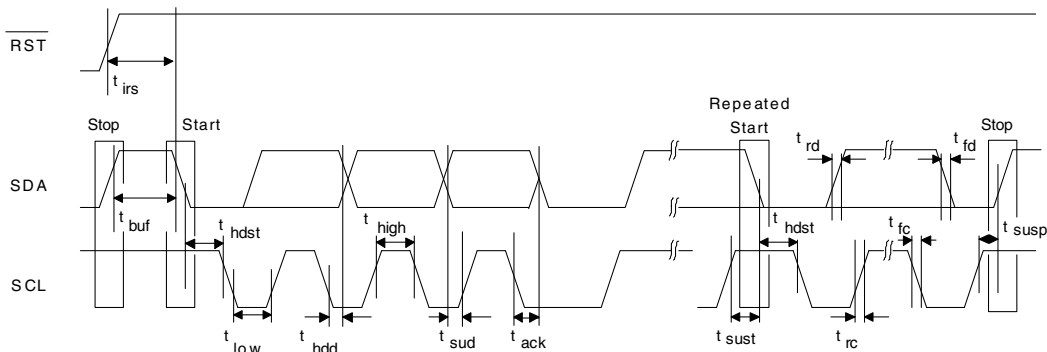 RST
t irs
Repeated
Stop Start Start Stop
t rd t fd
SDA
t buf t hdst t high t hdst t fc t susp
SCL
t low t hdd t sud t ack t sust t rc